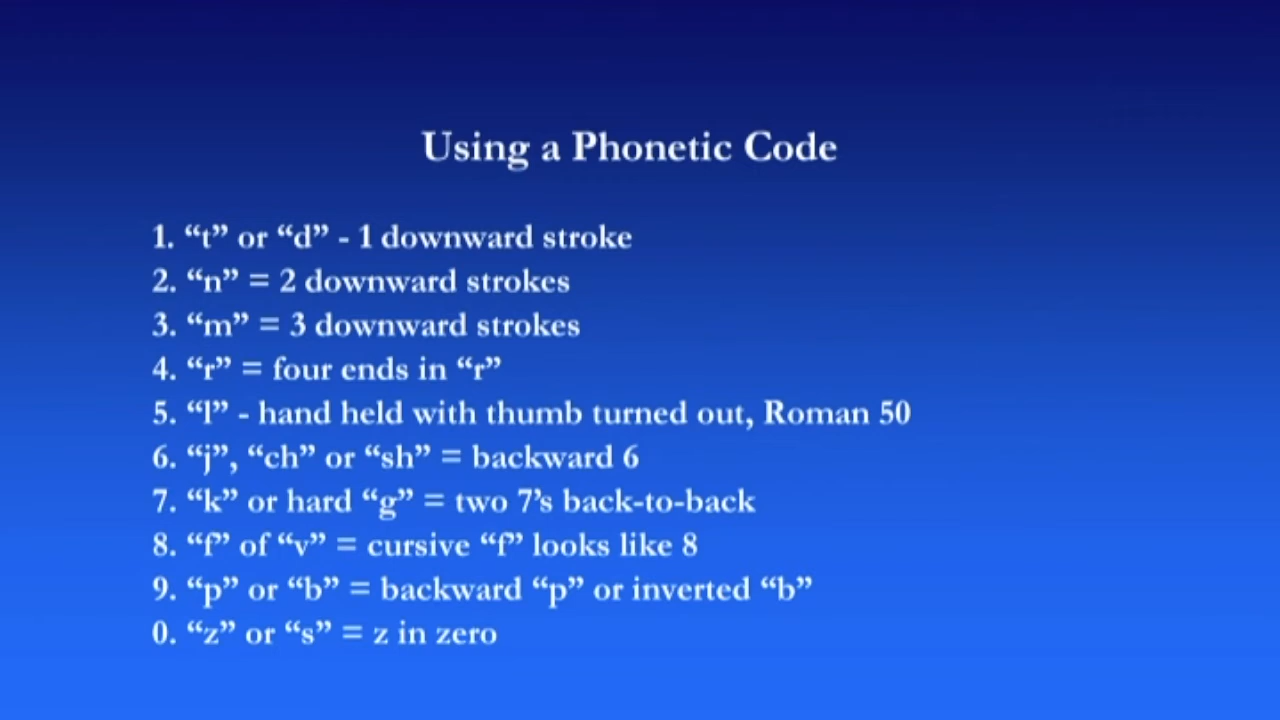 Using a Phonetic Code
1. “t” or “d” - 1 downward stroke
2. “n” = 2 downward strokes
3. “m” = 3 downward strokes
4. “r” = four ends in “r”
5. “l” - hand held with thumb turned out, Roman 50
6. “j”, “ch” or “sh” = backward 6
7. “k” or hard “g” = two 7’s back-to-back
8. “f” of “v” = cursive “f” looks like 8
9. “p” or “b” = backward “p” or inverted “b”
0. “z” or “s” = z in zero